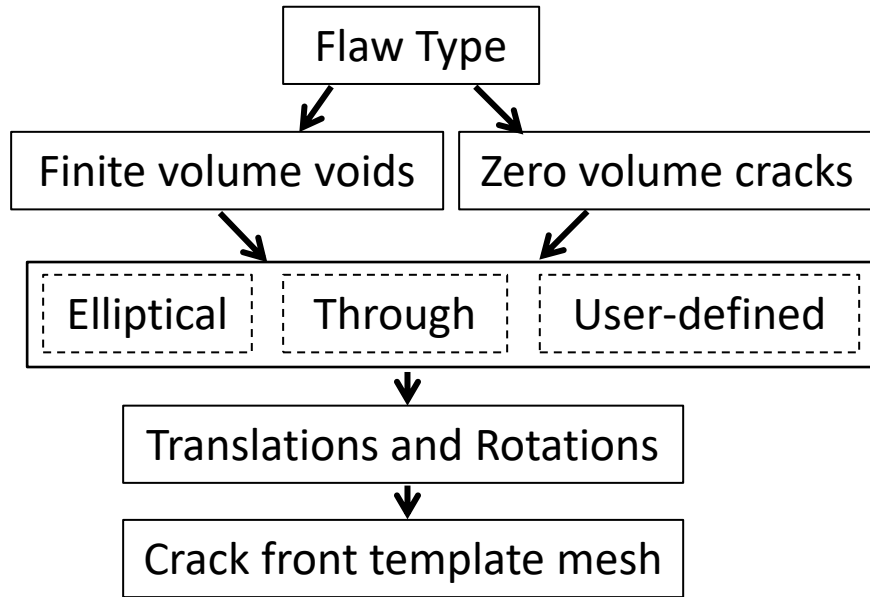 Flaw Type
Finite volume voids
Zero volume cracks
Elliptical
Through
User-defined
Translations and Rotations
Crack front template mesh